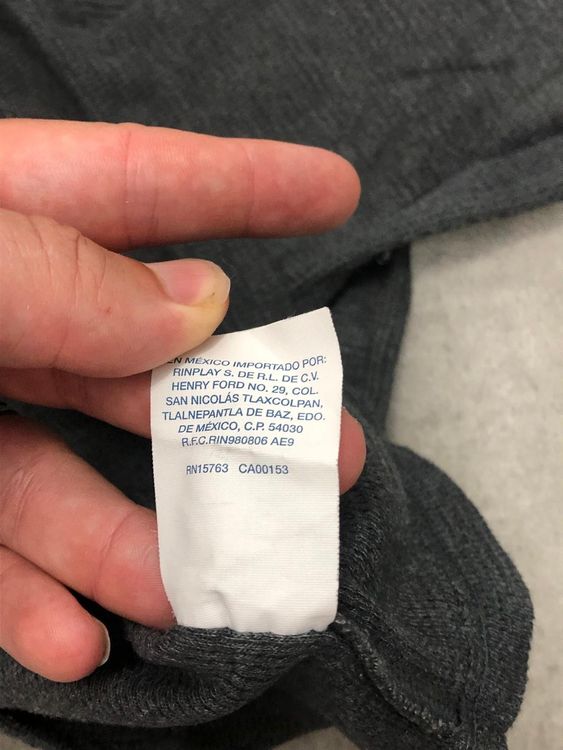 EN MÉXICO IMPORTADO POR:
RINPLAY S. DE R.L. DE C.V.
HENRY FORD NO. 29, COL.
SAN NICOLÁS TLAXCOLPAN,
TLALNEPANTLA DE BAZ, EDO.
DE MÉXICO, C.P. 54030
R.F.C.RIN980806 AE9
RN15763 CA00153